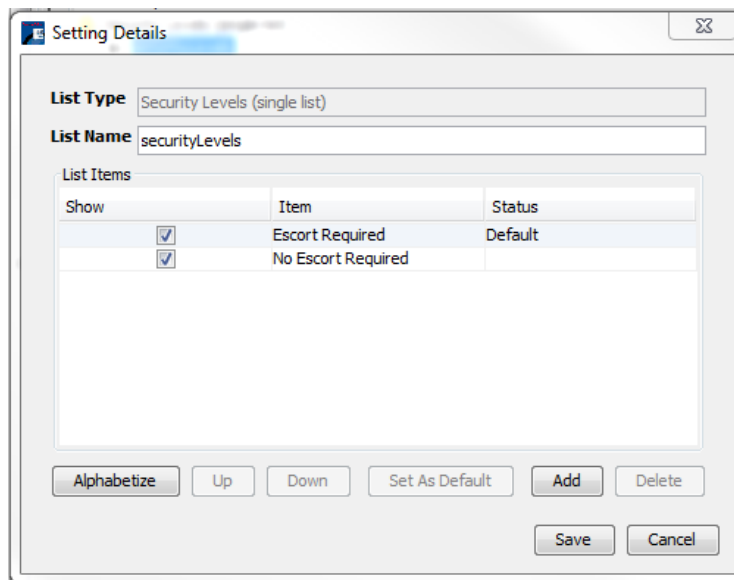 Setting Details
List Type Security Levels (single list)
List Name securityLevels
List Items
Show Item Status
Escort Required Default
No Escort Required
Alphabetize Up Down Set As Default Add Delete
Save Cancel